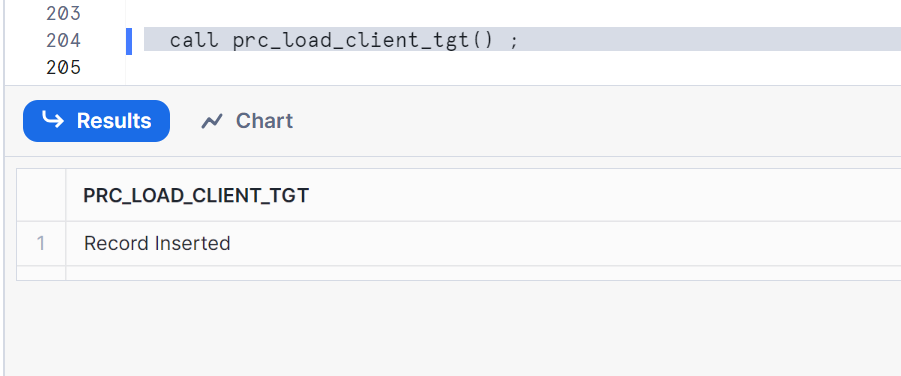 203
204 call prc_load_client_tgt() ;
205
Results Chart
PRC_LOAD_CLIENT_TGT
1 Record Inserted